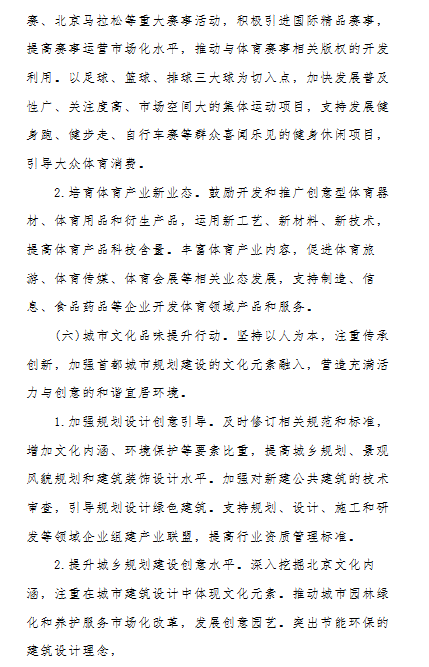 赛、北京马拉松等重大赛事活动，积极引进国际精品赛事，
提高赛事运营市场化水平，推动与体育赛事相关版权的开发
利用。以足球、篮球、排球三大球为切入点，加快发展普及
性广、关注度高、市场空间大的集体运动项目，支持发展健
身跑、健步走、自行车赛等群众喜闻乐见的健身休闲项目，
引导大众体育消费。
2.培育体育产业新业态。鼓励开发和推广创意型体育器
材、体育用品和衍生产品，运用新工艺、新材料、新技术，
提高体育产品科技含量。丰富体育产业内容，促进体育旅
游、体育传媒、体育会展等相关业态发展，支持制造、信
息、食品药品等企业开发体育领域产品和服务。
(六)城市文化品味提升行动。坚持以人为本，注重传承
创新，加强首都城市规划建设的文化元素融入，营造充满活
力与创意的和谐宜居环境。
1.加强规划设计创意引导。及时修订相关规范和标准，
增加文化内涵、环境保护等要素比重，提高城乡规划、景观
风貌规划和建筑装饰设计水平。加强对新建公共建筑的技术
审查，引导规划设计绿色建筑。支持规划、设计、施工和研
发等领域企业组建产业联盟，提高行业资质管理标准。
2.提升城乡规划建设创意水平。深入挖掘北京文化内
涵，注重在城市建筑设计中体现文化元素。推动城市园林绿
化和养护服务市场化改革，发展创意园艺。突出节能环保的
建筑设计理念，